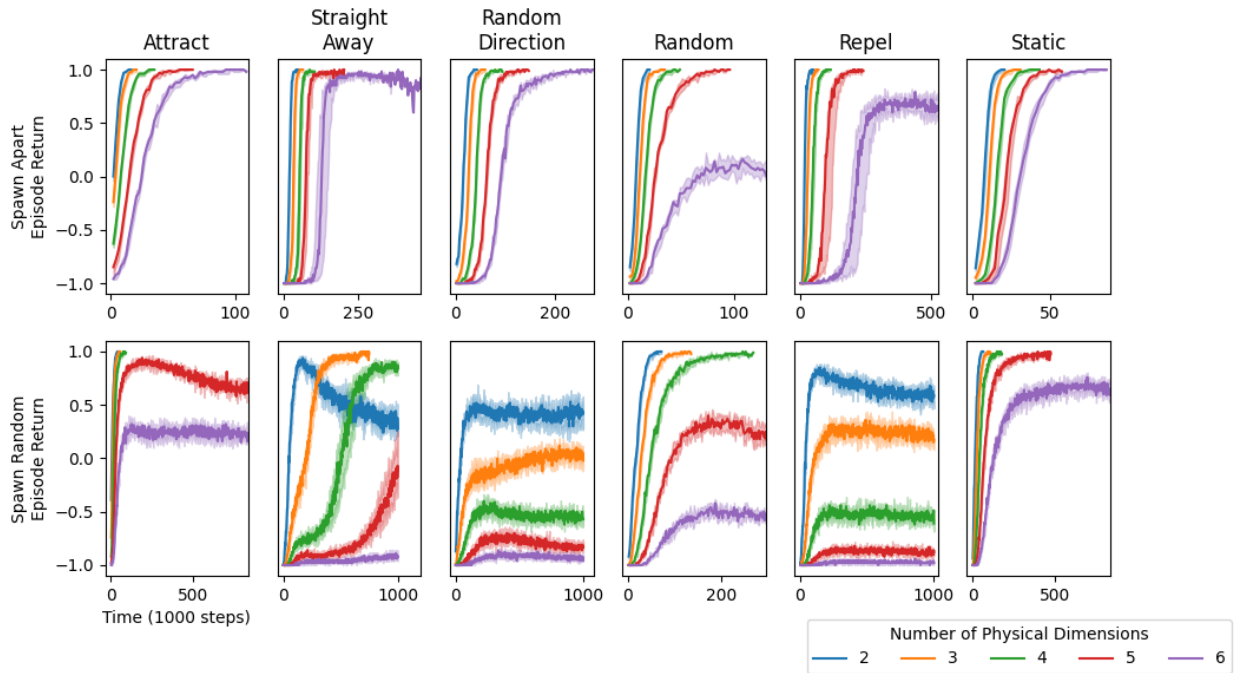 Attract
Straight
Away
Random
Direction
Random
Repel
Static
Spawn Apart
Episode Return
1.0
0.5
0.0
−0.5
−1.0
0 100
0 250
0 200
0 100
0 500
0 50
Spawn Random
Episode Return
1.0
0.5
0.0
−0.5
−1.0
0 500
0 1000
0 1000
0 200
0 1000
0 500
Time (1000 steps)
Number of Physical Dimensions
2 3 4 5 6